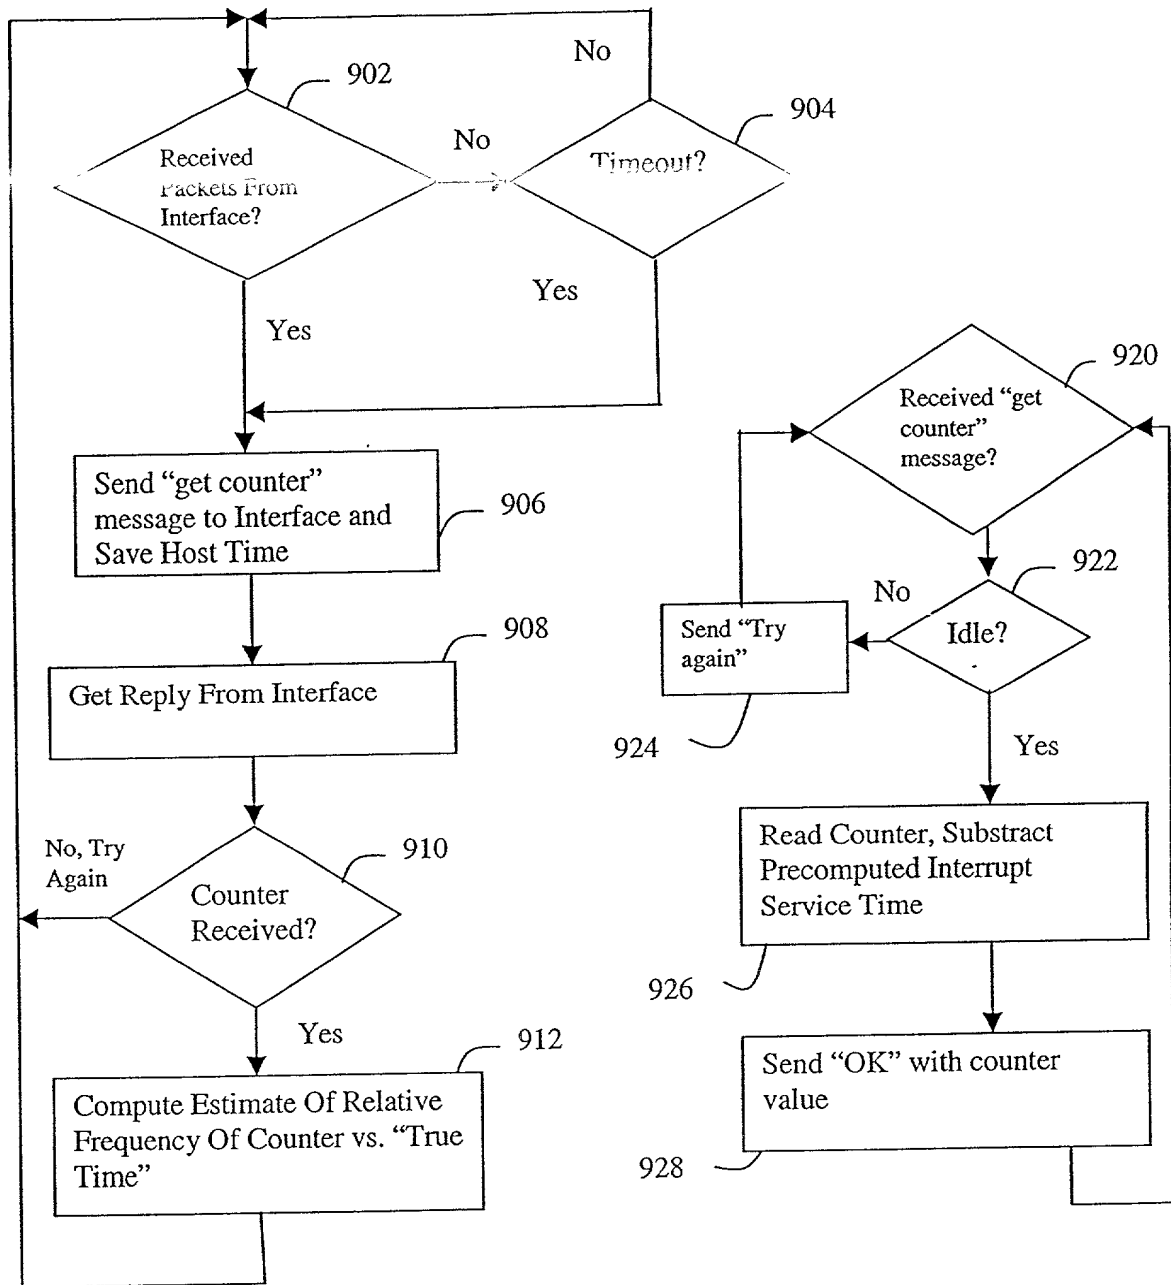 No
902
904
No
Received
Packets From
Interface?
Timeout?
Yes
Yes
Send “get counter”
message to Interface and
Save Host Time
906
908
Get Reply From Interface
No, Try
Again
910
Counter
Received?
Yes
912
Compute Estimate Of Relative
Frequency Of Counter vs. “True
Time”
920
Received “get
counter”
message?
922
No
Idle?
Send “Try
again”
924
Yes
Read Counter, Substract
Precomputed Interrupt
Service Time
926
Send “OK” with counter
value
928